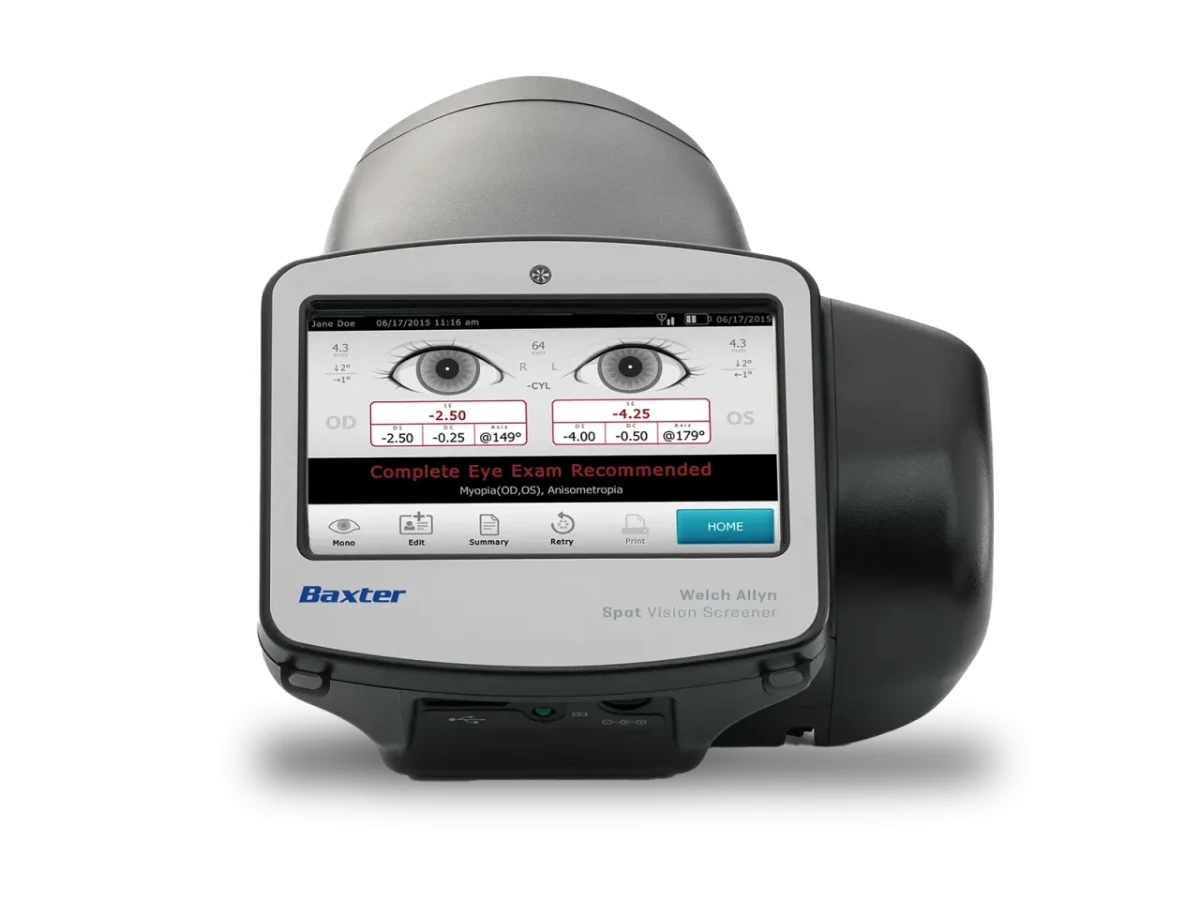 Jane Doe 06/17/2015 11:16 am 06/17/2015
4.3 mm 64 mm 4.3 mm
↓2° ↓2°
→1° ←1°
R L
-CYL
OD OS
SE SE
-2.50 -4.25
DS DC Axis DS DC Axis
-2.50 -0.25 @149° -4.00 -0.50 @179°
Complete Eye Exam Recommended
Myopia(OD,OS), Anisometropia
Mono Edit Summary Retry Print HOME
Baxter
Welch Allyn
Spot Vision Screener